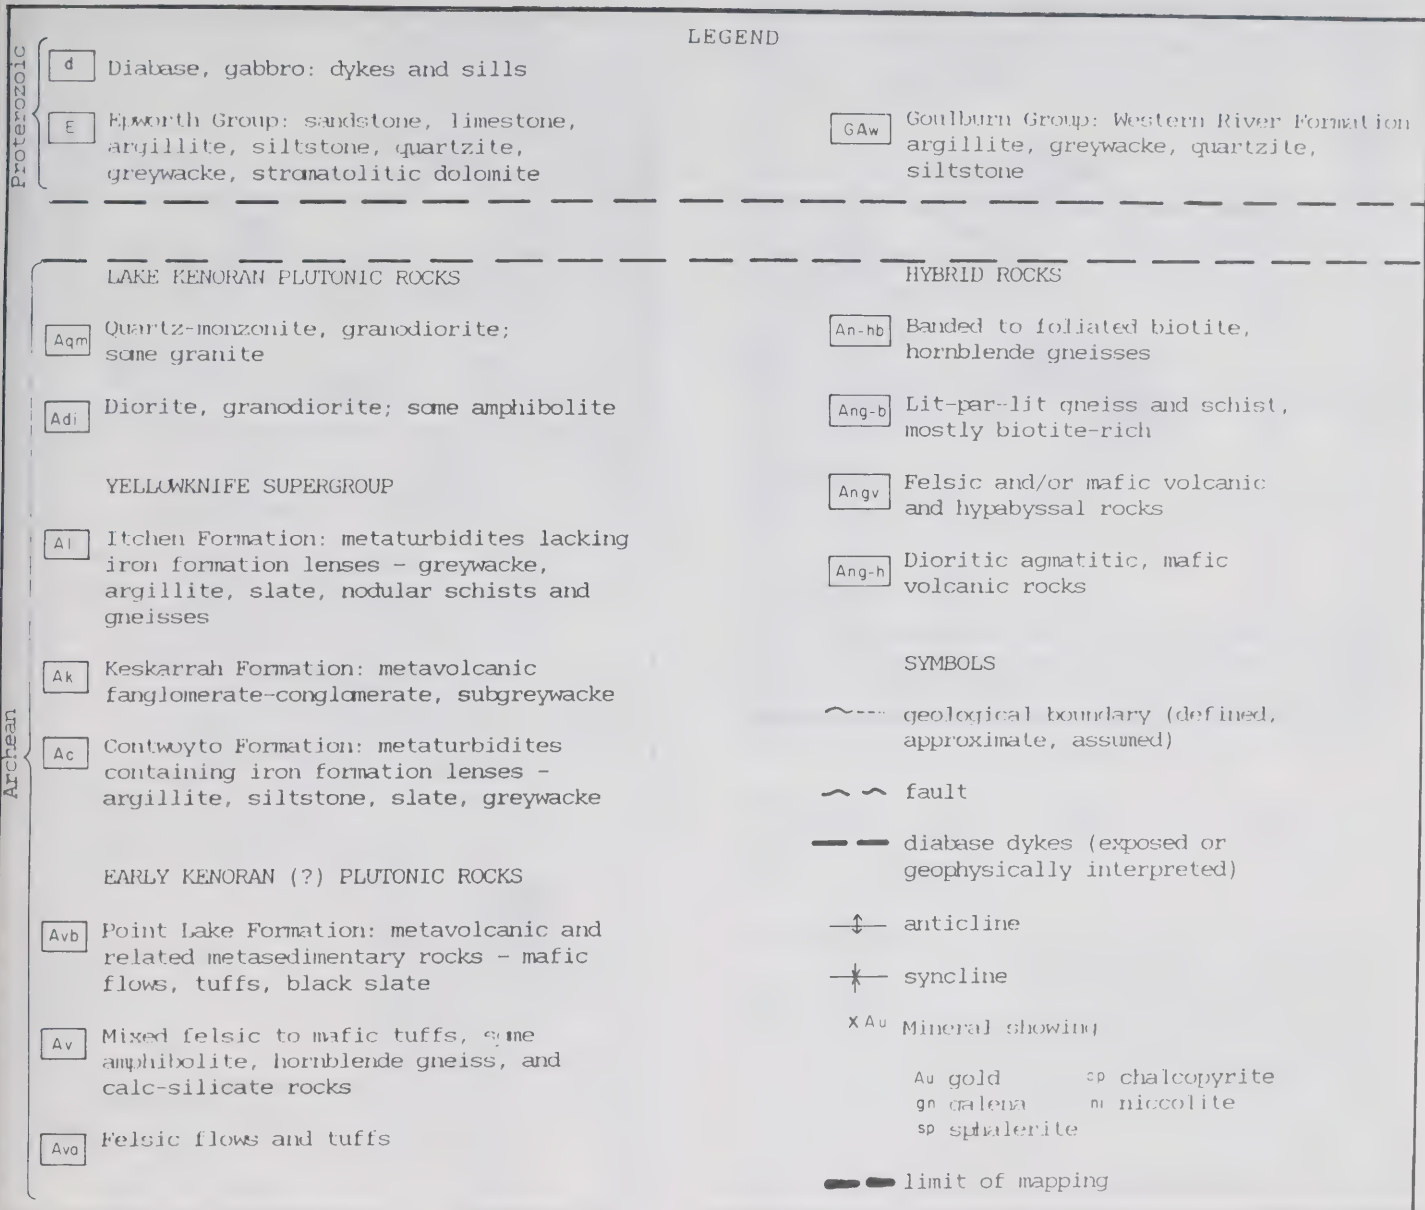 LEGEND
Proterozoic
d Diabase, gabbro: dykes and sills
E Epworth Group: sandstone, limestone,
argillite, siltstone, quartzite,
greywacke, stromatolitic dolomite
GAw Goulburn Group: Western River Formation
argillite, greywacke, quartzite,
siltstone
Archean
LAKE KENORAN PLUTONIC ROCKS
Aqm Quartz-monzonite, granodiorite;
some granite
Adi Diorite, granodiorite; some amphibolite
YELLOWKNIFE SUPERGROUP
AI Itchen Formation: metaturbidites lacking
iron formation lenses - greywacke,
argillite, slate, nodular schists and
gneisses
Ak Keskarrah Formation: metavolcanic
fanglomerate-conglomerate, subgreywacke
Ac Contwoyto Formation: metaturbidites
containing iron formation lenses -
argillite, siltstone, slate, greywacke
EARLY KENORAN (?) PLUTONIC ROCKS
Avb Point Lake Formation: metavolcanic and
related metasedimentary rocks - mafic
flows, tuffs, black slate
Av Mixed felsic to mafic tuffs, some
amphibolite, hornblende gneiss, and
calc-silicate rocks
Ava Felsic flows and tuffs
HYBRID ROCKS
An-hb Banded to foliated biotite,
hornblende gneisses
Ang-b Lit-par-lit gneiss and schist,
mostly biotite-rich
Angv Felsic and/or mafic volcanic
and hypabyssal rocks
Ang-h Dioritic agmatitic, mafic
volcanic rocks
SYMBOLS
geological boundary (defined,
approximate, assumed)
fault
diabase dykes (exposed or
geophysically interpreted)
anticline
syncline
x Au Mineral showing
Au gold cp chalcopyrite
gn galena ni niccolite
sp sphalerite
limit of mapping